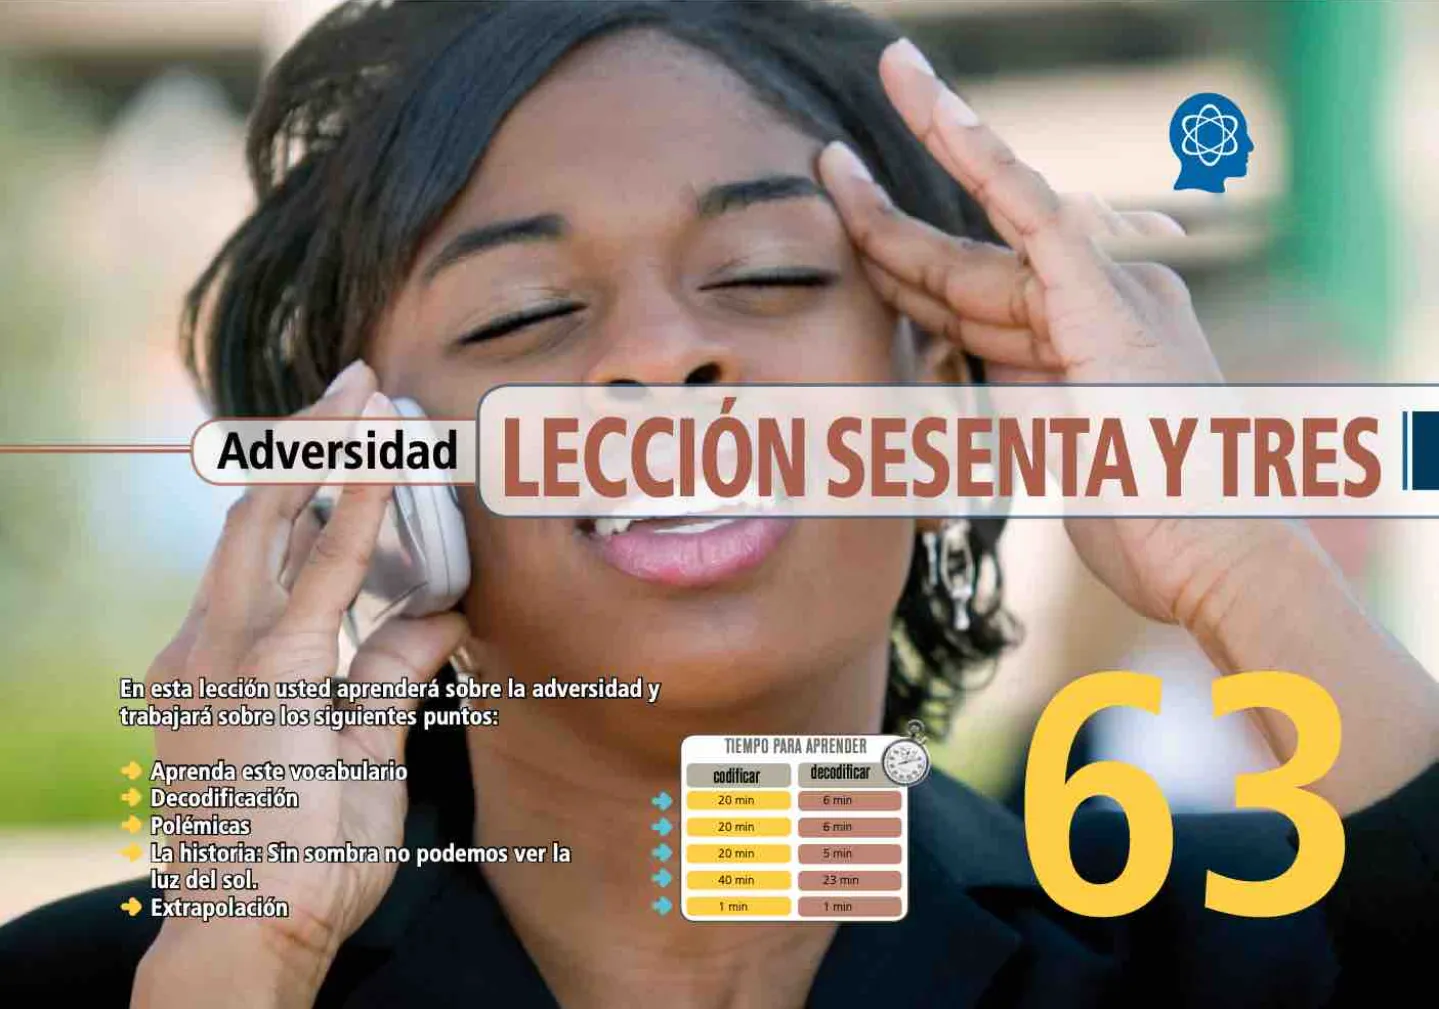 Adversidad
LECCIÓN SESENTA Y TRES
En esta lección usted aprenderá sobre la adversidad y
trabajará sobre los siguientes puntos:
Aprenda este vocabulario
Decodificación
Polémicas
La historia: Sin sombra no podemos ver la
luz del sol.
Extrapolación
TIEMPO PARA APRENDER
codificar decodificar
20 min 6 min
20 min 6 min
20 min 5 min
40 min 23 min
1 min 1 min
63